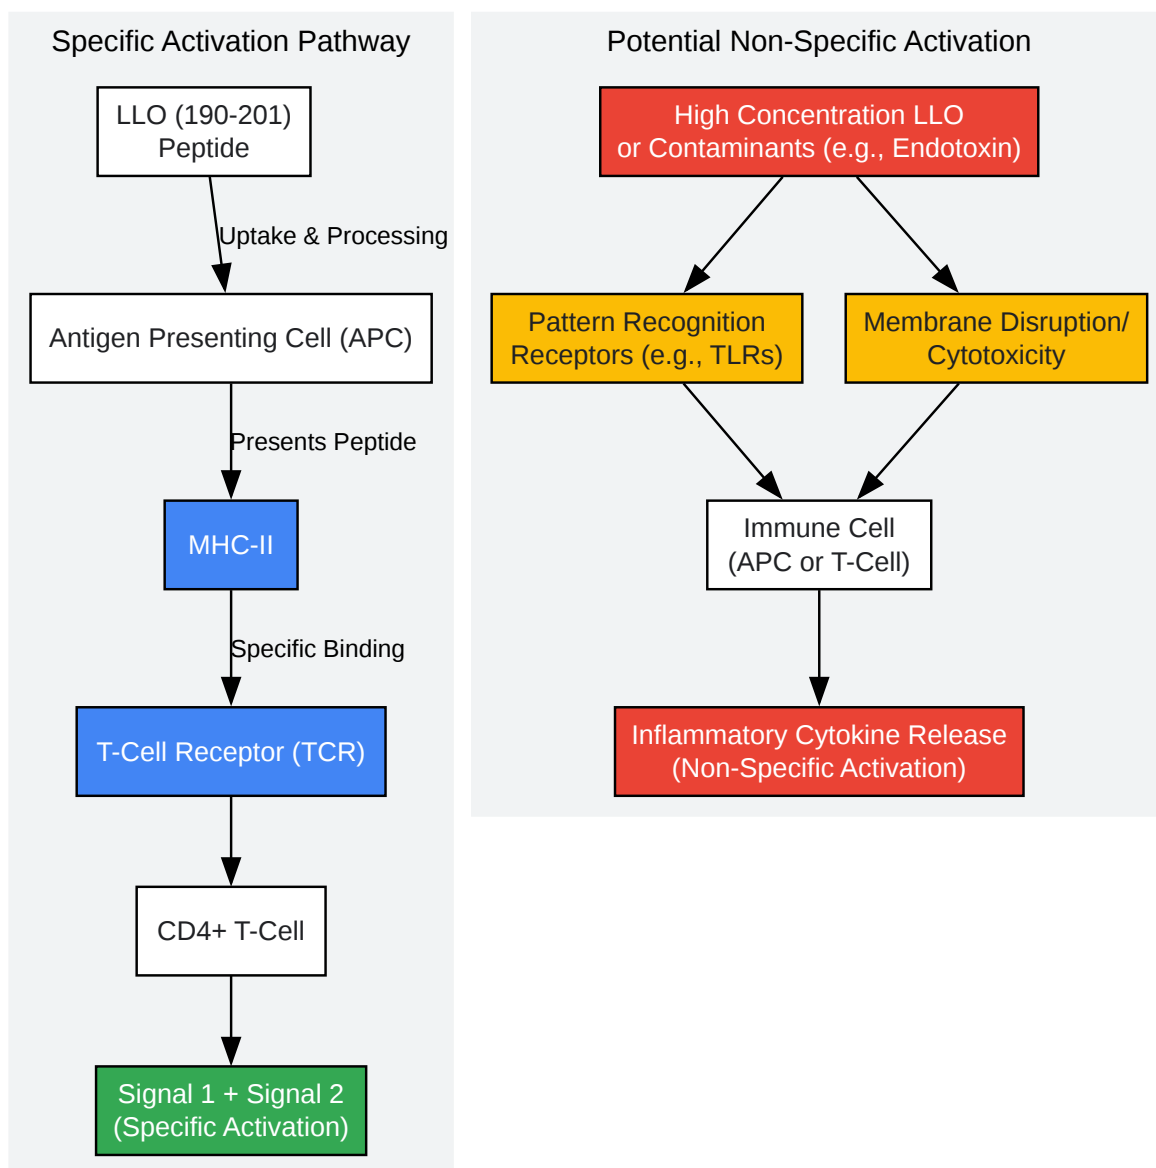 Specific Activation Pathway
LLO (190-201)
Peptide
Uptake & Processing
Antigen Presenting Cell (APC)
Presents Peptide
MHC-II
Specific Binding
T-Cell Receptor (TCR)
CD4+ T-Cell
Signal 1 + Signal 2
(Specific Activation)
Potential Non-Specific Activation
High Concentration LLO
or Contaminants (e.g., Endotoxin)
Pattern Recognition
Receptors (e.g., TLRs)
Membrane Disruption/
Cytotoxicity
Immune Cell
(APC or T-Cell)
Inflammatory Cytokine Release
(Non-Specific Activation)